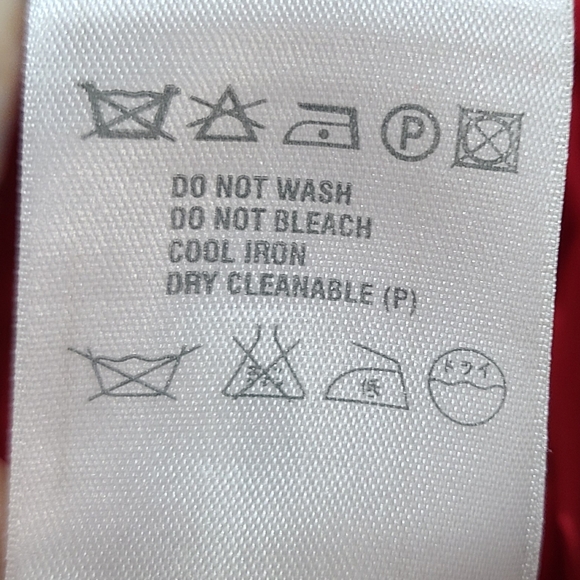 P
DO NOT WASH
DO NOT BLEACH
COOL IRON
DRY CLEANABLE (P)
低 ドライ